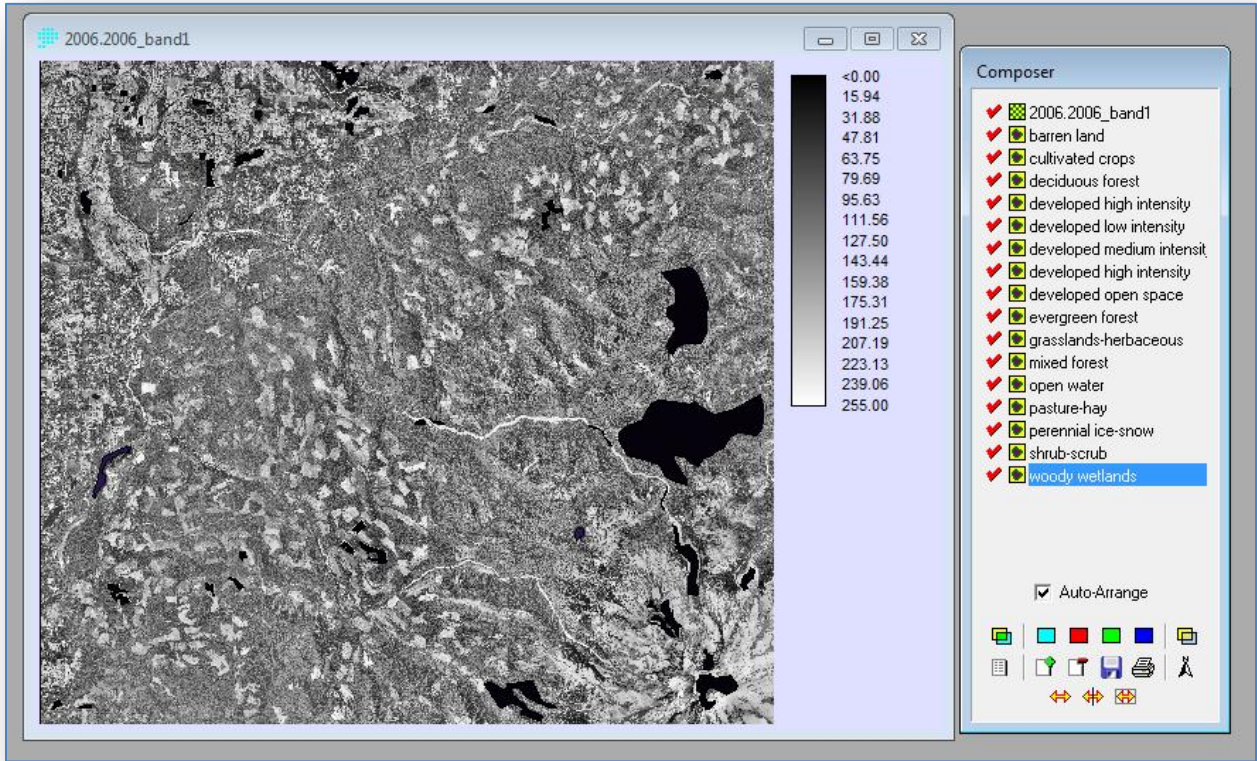 2006.2006_band1
<0.00
15.94
31.88
47.81
63.75
79.69
95.63
111.56
127.50
143.44
159.38
175.31
191.25
207.19
223.13
239.06
255.00
Composer
2006.2006_band1
barren land
cultivated crops
deciduous forest
developed high intensity
developed low intensity
developed medium intensit
developed high intensity
developed open space
evergreen forest
grasslands-herbaceous
mixed forest
open water
pasture-hay
perennial ice-snow
shrub-scrub
woody wetlands
Auto-Arrange